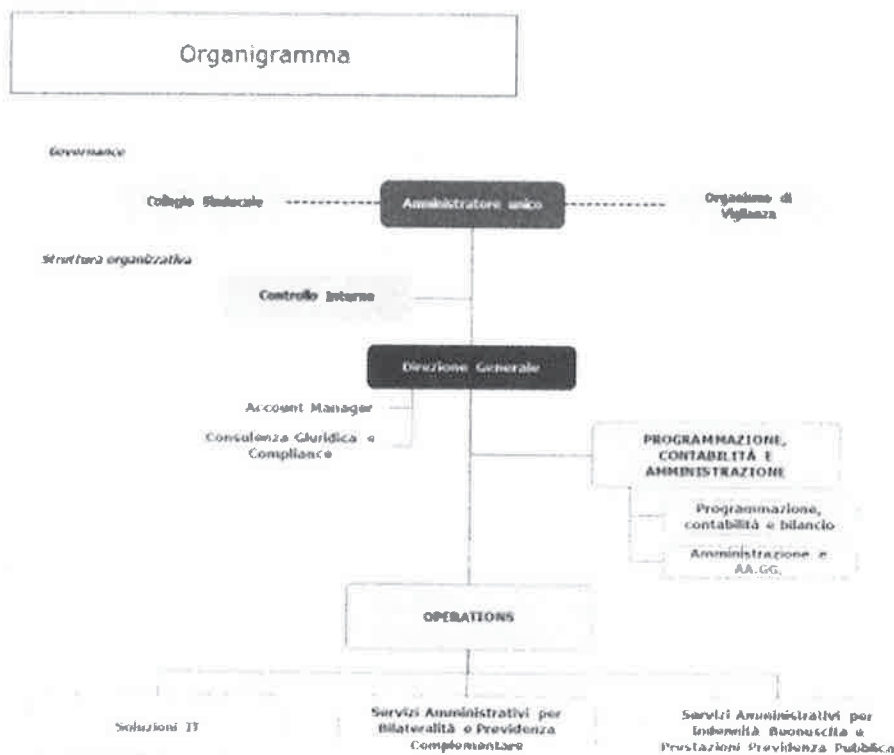 Organigramma
Governance
Collegio Sindacale
Amministratore unico
Organismo di
Vigilanza
Struttura organizzativa
Controllo Interno
Direzione Generale
Account Manager
Consulenza Giuridica e
Compliance
PROGRAMMAZIONE,
CONTABILITÀ E
AMMINISTRAZIONE
Programmazione,
contabilità e bilancio
Amministrazione e
AA.GG.
OPERATIONS
Soluzioni IT
Servizi Amministrativi per
Bilateralità e Previdenza
Complementare
Servizi Amministrativi per
Indennità Buonuscita e
Prestazioni Previdenza Pubblica